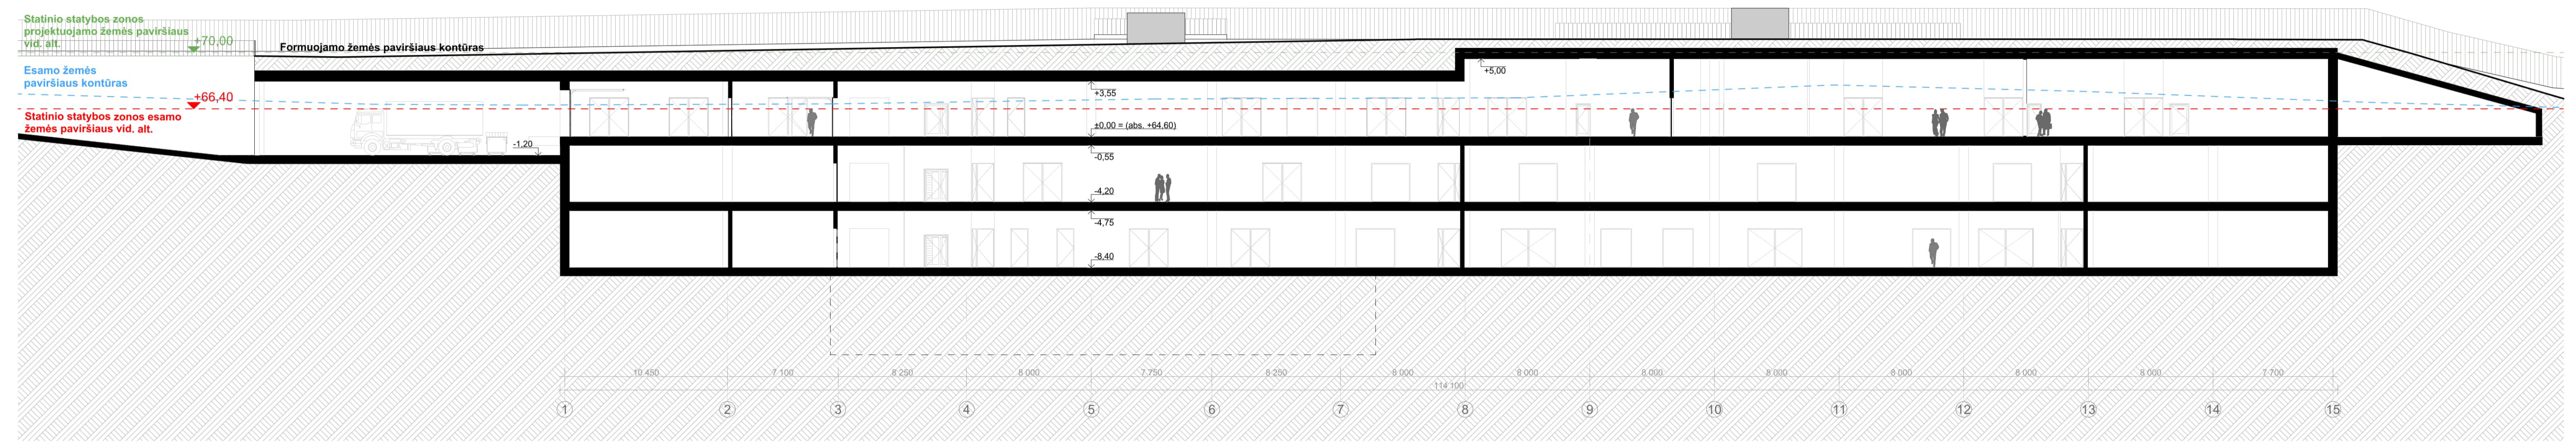 Statinio statybos zonos
projektuojamo žemės paviršiaus
vid. alt.
+70,00
Formuojamo žemės paviršiaus kontūras
Esamo žemės
paviršiaus kontūras
+66,40
Statinio statybos zonos esamo
žemės paviršiaus vid. alt.
-1,20
+5,00
+3,55
±0,00 = (abs. +64,60)
-0,55
-4,20
-4,75
-8,40
10 450 7 100 8 250 8 000 7 750 8 250 8 000 8 000 8 000 8 000 8 000 8 000 8 000 7 700
114 100
1 2 3 4 5 6 7 8 9 10 11 12 13 14 15